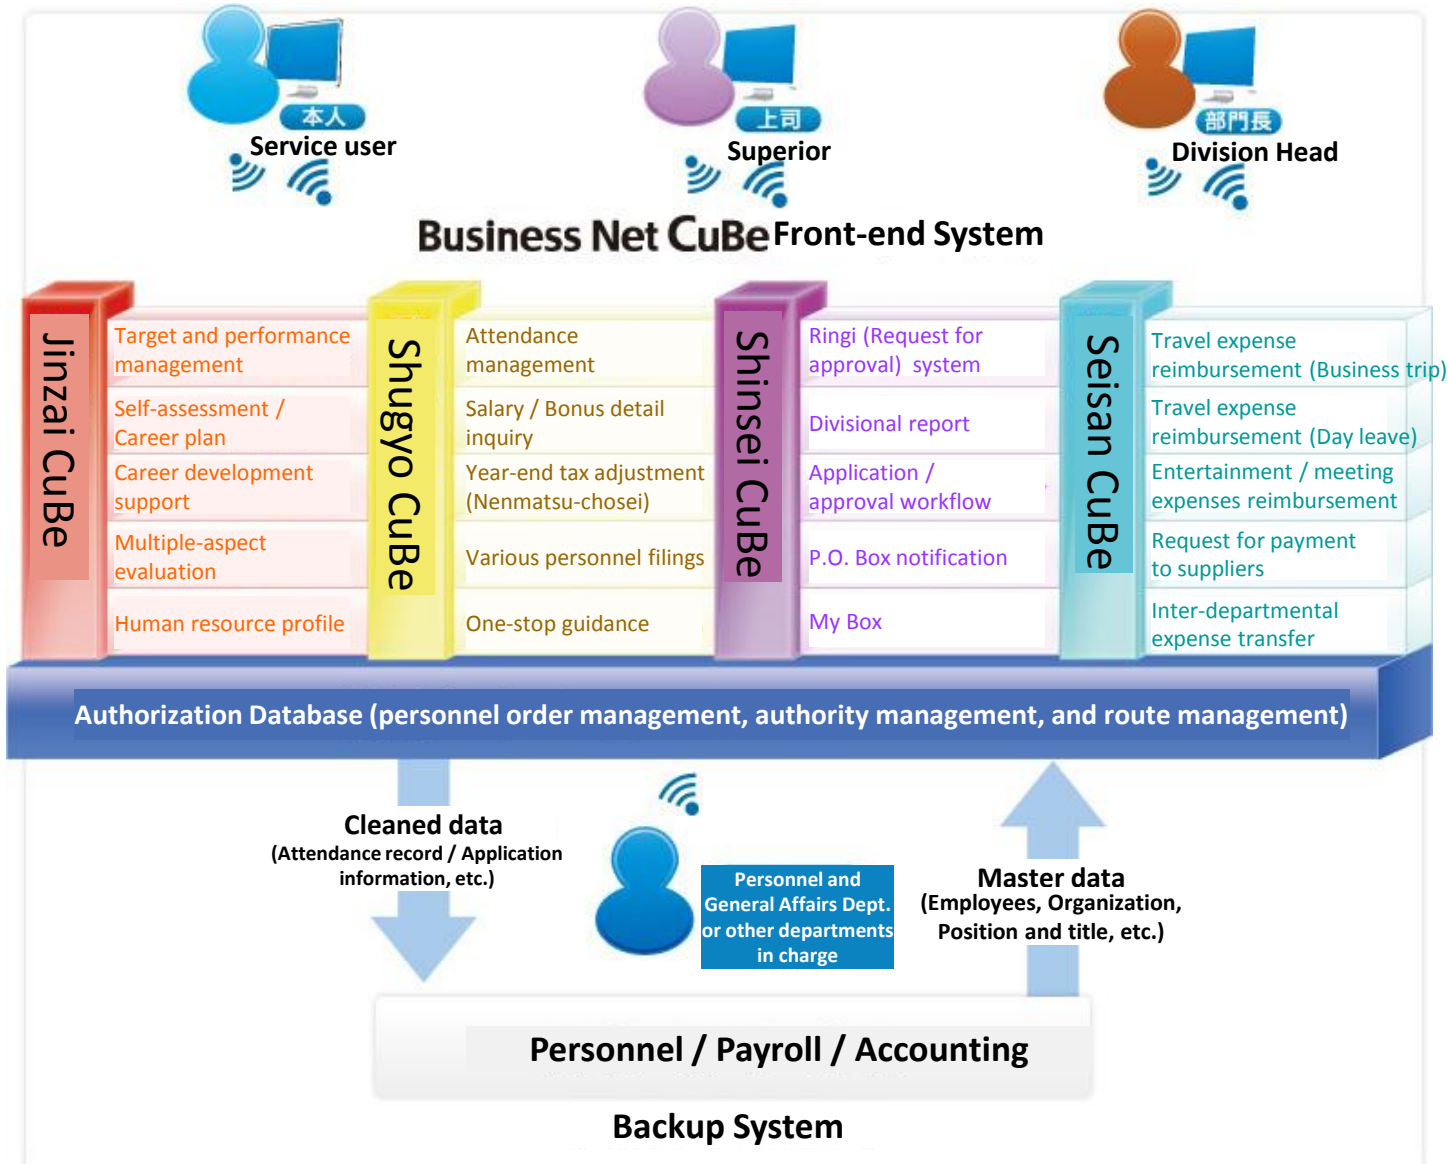 本人
Service user
上司
Superior
部門長
Division Head
Business Net CuBe Front-end System
Jinzai CuBe
Target and performance
management
Self-assessment /
Career plan
Career development
support
Multiple-aspect
evaluation
Human resource profile
Shugyo CuBe
Attendance
management
Salary / Bonus detail
inquiry
Year-end tax adjustment
(Nenmatsu-chosei)
Various personnel filings
One-stop guidance
Shinsei CuBe
Ringi (Request for
approval) system
Divisional report
Application /
approval workflow
P.O. Box notification
My Box
Seisan CuBe
Travel expense
reimbursement (Business trip)
Travel expense
reimbursement (Day leave)
Entertainment / meeting
expenses reimbursement
Request for payment
to suppliers
Inter-departmental
expense transfer
Authorization Database (personnel order management, authority management, and route management)
Cleaned data
(Attendance record / Application
information, etc.)
Personnel and
General Affairs Dept.
or other departments
in charge
Master data
(Employees, Organization,
Position and title, etc.)
Personnel / Payroll / Accounting
Backup System